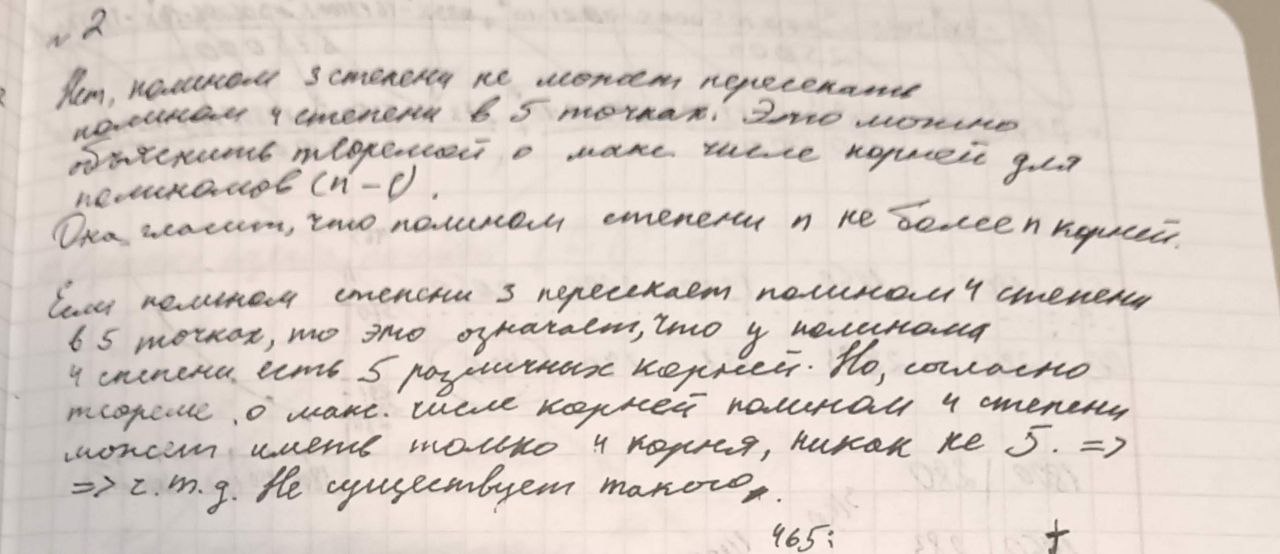 № 2
Нет, полином 3 степени не может пересекать
полином 4 степени в 5 точках. Это можно
объяснить теоремой о макс. числе корней для
полиномов (n-1).
Она гласит, что полином степени n не более n корней.
Если полином степени 3 пересекает полином 4 степени
в 5 точках, то это означает, что у полинома
4 степени есть 5 различных корней. Но, сыгласно
теореме о макс. числе корней полином 4 степени
может иметь только 4 корня, никак не 5. =>
=> ч.т.д. Не существует такого.
465: